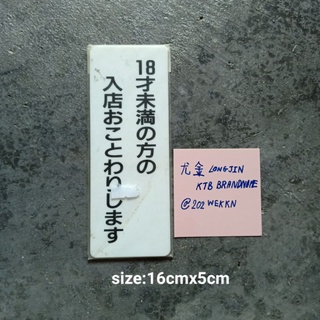 18才未満の方の
入店おことわりします
尤金 LONGJIN
KTB BRANDNAME
@202 WEKKN
size:16cmx5cm